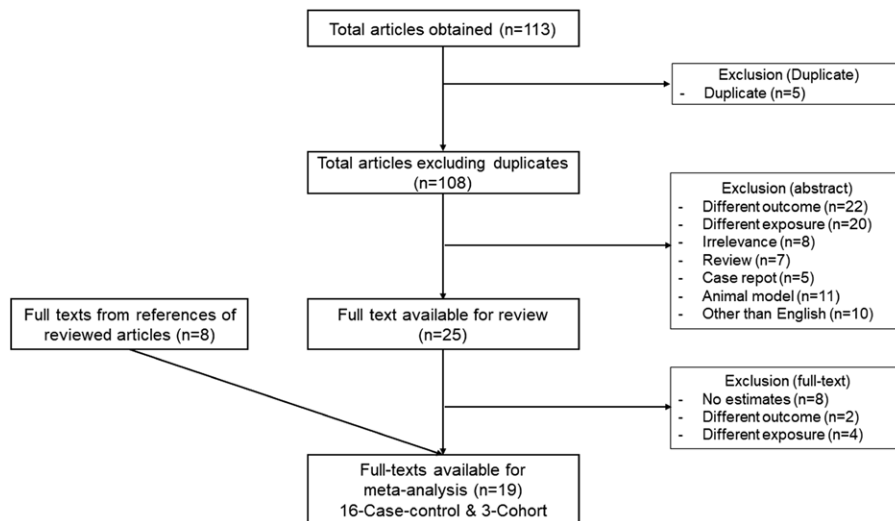 Total articles obtained (n=113)
Exclusion (Duplicate)
- Duplicate (n=5)
Total articles excluding duplicates
(n=108)
Exclusion (abstract)
- Different outcome (n=22)
- Different exposure (n=20)
- Irrelevance (n=8)
- Review (n=7)
- Case repot (n=5)
- Animal model (n=11)
- Other than English (n=10)
Full texts from references of
reviewed articles (n=8)
Full text available for review
(n=25)
Exclusion (full-text)
- No estimates (n=8)
- Different outcome (n=2)
- Different exposure (n=4)
Full-texts available for
meta-analysis (n=19)
16-Case-control & 3-Cohort